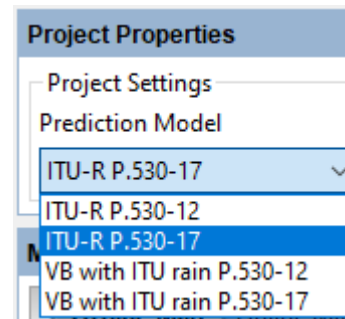 Project Properties
Project Settings
Prediction Model
ITU-R P.530-17
ITU-R P.530-12
ITU-R P.530-17
VB with ITU rain P.530-12
VB with ITU rain P.530-17